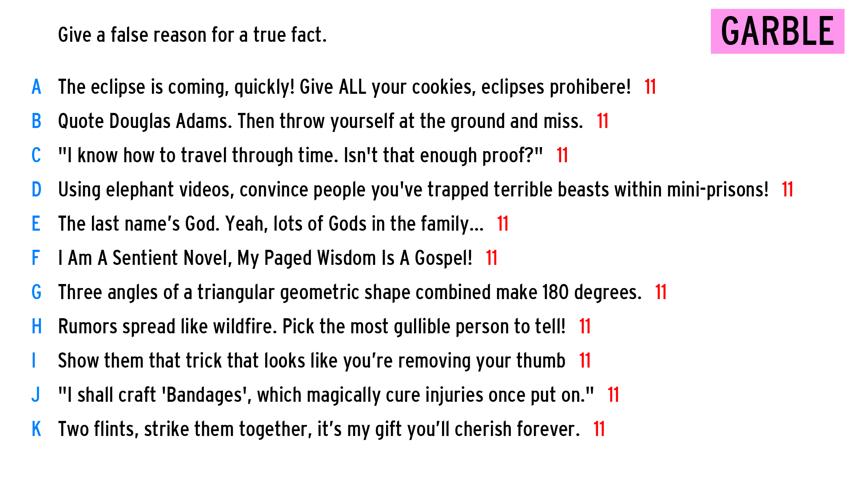 Give a false reason for a true fact.
GARBLE
A The eclipse is coming, quickly! Give ALL your cookies, eclipses prohibere! 11
B Quote Douglas Adams. Then throw yourself at the ground and miss. 11
C "I know how to travel through time. Isn't that enough proof?" 11
D Using elephant videos, convince people you've trapped terrible beasts within mini-prisons! 11
E The last name's God. Yeah, lots of Gods in the family... 11
F I Am A Sentient Novel, My Paged Wisdom Is A Gospel! 11
G Three angles of a triangular geometric shape combined make 180 degrees. 11
H Rumors spread like wildfire. Pick the most gullible person to tell! 11
I Show them that trick that looks like you're removing your thumb 11
J "I shall craft 'Bandages', which magically cure injuries once put on." 11
K Two flints, strike them together, it's my gift you'll cherish forever. 11